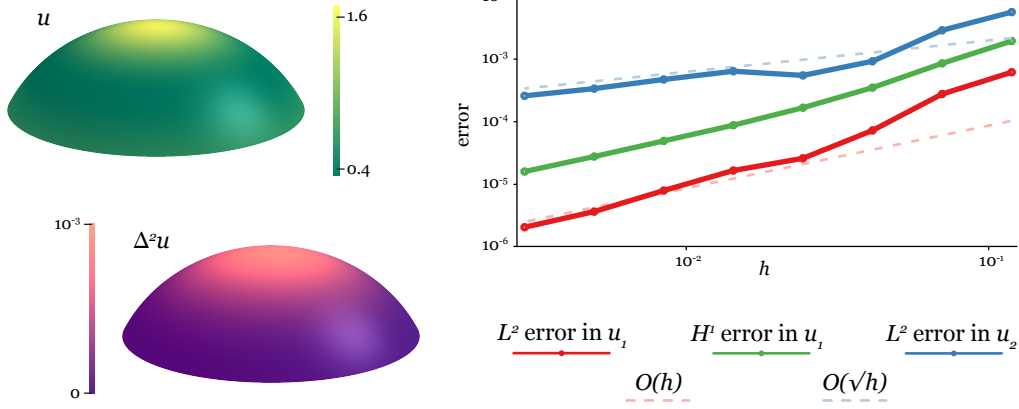 u
1.6
0.4
10⁻³
Δ²u
0
error
10⁻³
10⁻⁴
10⁻⁵
10⁻⁶
10⁻²
10⁻¹
h
L² error in u₁
H¹ error in u₁
L² error in u₂
O(h)
O(√h)